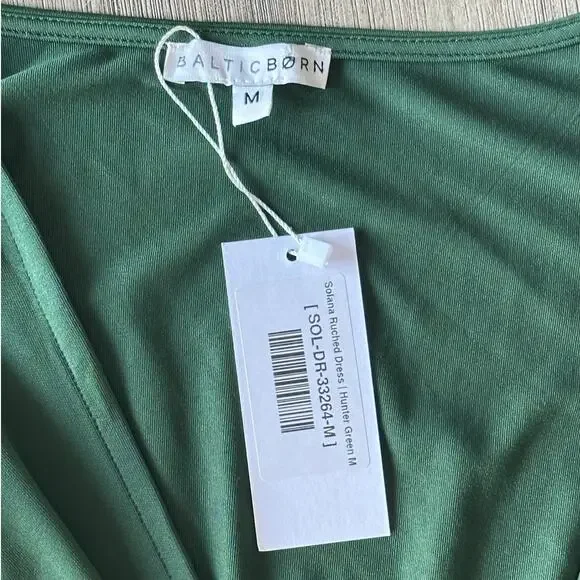 BALTICBØRN
M
Solana Ruched Dress | Hunter Green M
[ SOL-DR-33264-M ]